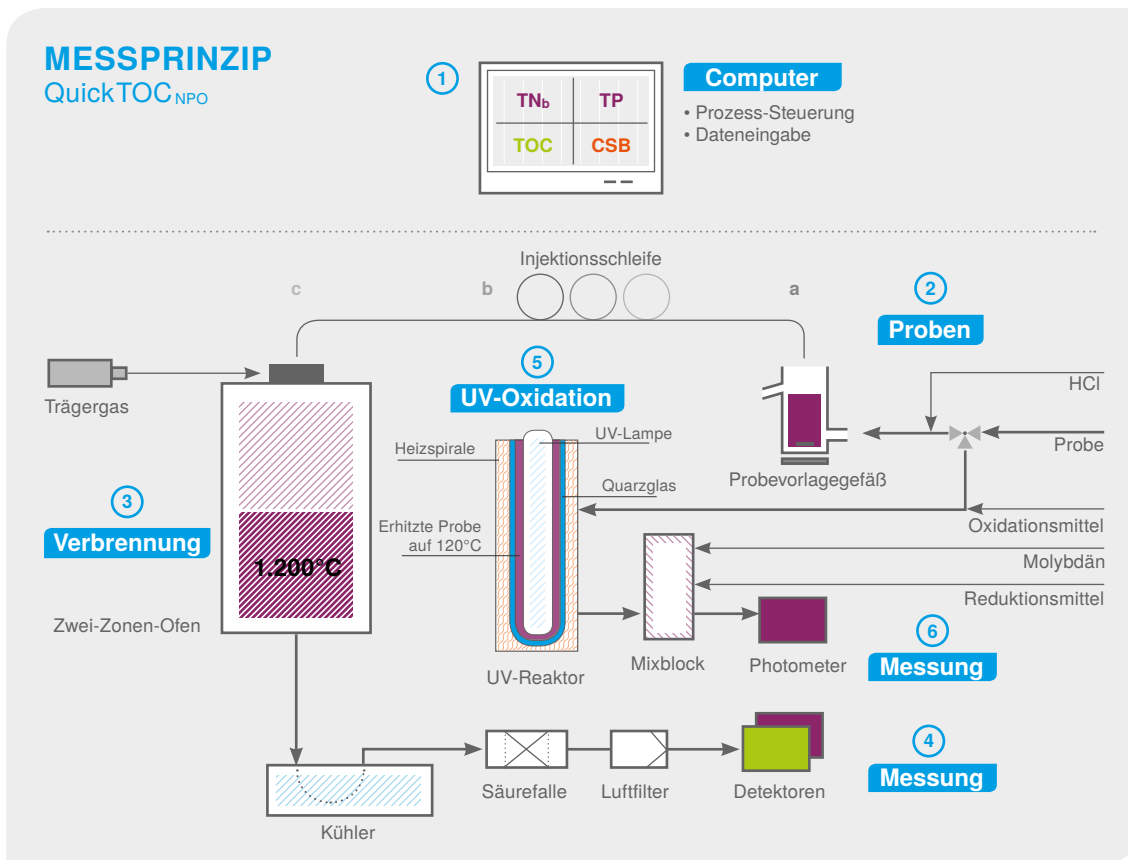 MESSPRINZIP
QuickTOC NPO
1
TNb
TP
TOC
CSB
Computer
• Prozess-Steuerung
• Dateneingabe
Injektionsschleife
c
b
a
2
Proben
Trägergas
5
UV-Oxidation
HCl
Probe
Heizspirale
UV-Lampe
Probevorlagegefäß
Quarzglas
3
Verbrennung
1.200°C
Erhitzte Probe
auf 120°C
Oxidationsmittel
Molybdän
Reduktionsmittel
Zwei-Zonen-Ofen
UV-Reaktor
Mixblock
Photometer
6
Messung
4
Messung
Säurefalle
Luftfilter
Detektoren
Kühler